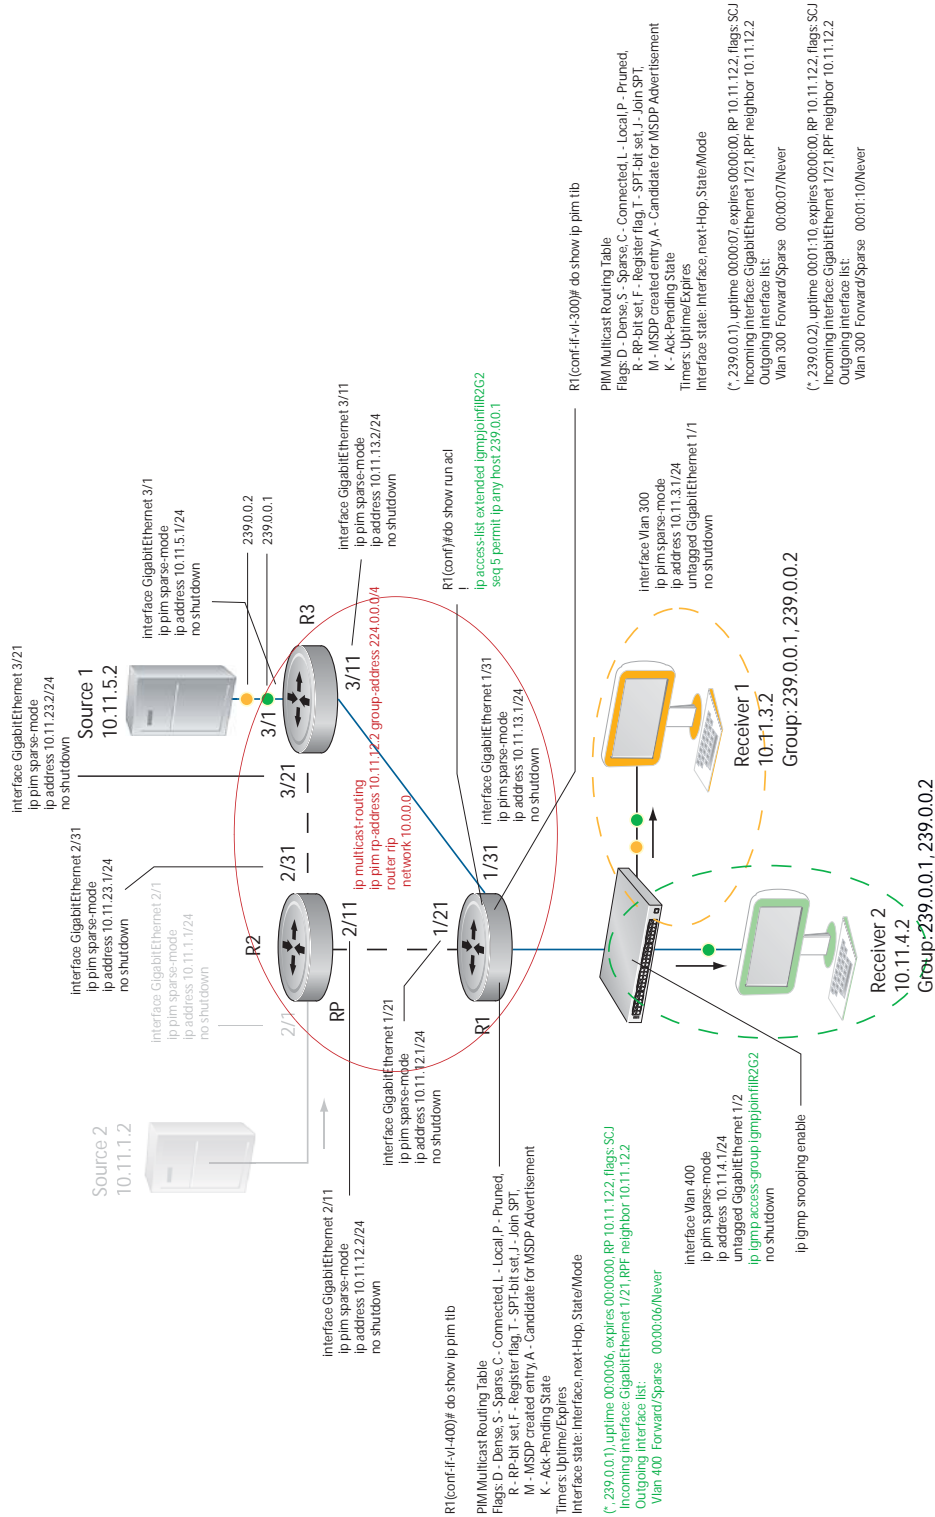 Source 2
10.11.1.2
2/1
interface GigabitEthernet 2/1
ip pim sparse-mode
ip address 10.11.1.1/24
no shutdown
interface GigabitEthernet 2/31
ip pim sparse-mode
ip address 10.11.23.1/24
no shutdown
interface GigabitEthernet 3/21
ip pim sparse-mode
ip address 10.11.23.2/24
no shutdown
Source 1
10.11.5.2
interface GigabitEthernet 3/1
ip pim sparse-mode
ip address 10.11.5.1/24
no shutdown
239.0.0.2
239.0.0.1
R2
2/31
3/21
3/1
R3
RP
2/11
3/11
interface GigabitEthernet 3/11
ip pim sparse-mode
ip address 10.11.13.2/24
no shutdown
ip multicast-routing
ip pim rp-address 10.11.12.2 group-address 224.0.0.0/4
router rip
network 10.0.0.0
interface GigabitEthernet 2/11
ip pim sparse-mode
ip address 10.11.12.2/24
no shutdown
interface GigabitEthernet 1/21
ip pim sparse-mode
ip address 10.11.12.1/24
no shutdown
1/21
R1
1/31
interface GigabitEthernet 1/31
ip pim sparse-mode
ip address 10.11.13.1/24
no shutdown
R1(conf)#do show run acl
!
ip access-list extended igmpjoinfilR2G2
seq 5 permit ip any host 239.0.0.1
R1(conf-if-vl-400)# do show ip pim tib
PIM Multicast Routing Table
Flags: D - Dense, S - Sparse, C - Connected, L - Local, P - Pruned,
R - RP-bit set, F - Register flag, T - SPT-bit set, J - Join SPT,
M - MSDP created entry, A - Candidate for MSDP Advertisement
K - Ack-Pending State
Timers: Uptime/Expires
Interface state: Interface, next-Hop, State/Mode
(*, 239.0.0.1), uptime 00:00:06, expires 00:00:00, RP 10.11.12.2, flags: SCJ
Incoming interface: GigabitEthernet 1/21, RPF neighbor 10.11.12.2
Outgoing interface list:
Vlan 400 Forward/Sparse 00:00:06/Never
R1(conf-if-vl-300)# do show ip pim tib
PIM Multicast Routing Table
Flags: D - Dense, S - Sparse, C - Connected, L - Local, P - Pruned,
R - RP-bit set, F - Register flag, T - SPT-bit set, J - Join SPT,
M - MSDP created entry, A - Candidate for MSDP Advertisement
K - Ack-Pending State
Timers: Uptime/Expires
Interface state: Interface, next-Hop, State/Mode
(*, 239.0.0.1), uptime 00:00:07, expires 00:00:00, RP 10.11.12.2, flags: SCJ
Incoming interface: GigabitEthernet 1/21, RPF neighbor 10.11.12.2
Outgoing interface list:
Vlan 300 Forward/Sparse 00:00:07/Never
(*, 239.0.0.2), uptime 00:01:10, expires 00:00:00, RP 10.11.12.2, flags: SCJ
Incoming interface: GigabitEthernet 1/21, RPF neighbor 10.11.12.2
Outgoing interface list:
Vlan 300 Forward/Sparse 00:01:10/Never
interface Vlan 300
ip pim sparse-mode
ip address 10.11.3.1/24
untagged GigabitEthernet 1/1
no shutdown
interface Vlan 400
ip pim sparse-mode
ip address 10.11.4.1/24
untagged GigabitEthernet 1/2
ip igmp access-group igmpjoinfilR2G2
no shutdown
ip igmp snooping enable
Receiver 1
10.11.3.2
Group: 239.0.0.1, 239.0.0.2
Receiver 2
10.11.4.2
Group: 239.0.0.1, 239.0.0.2